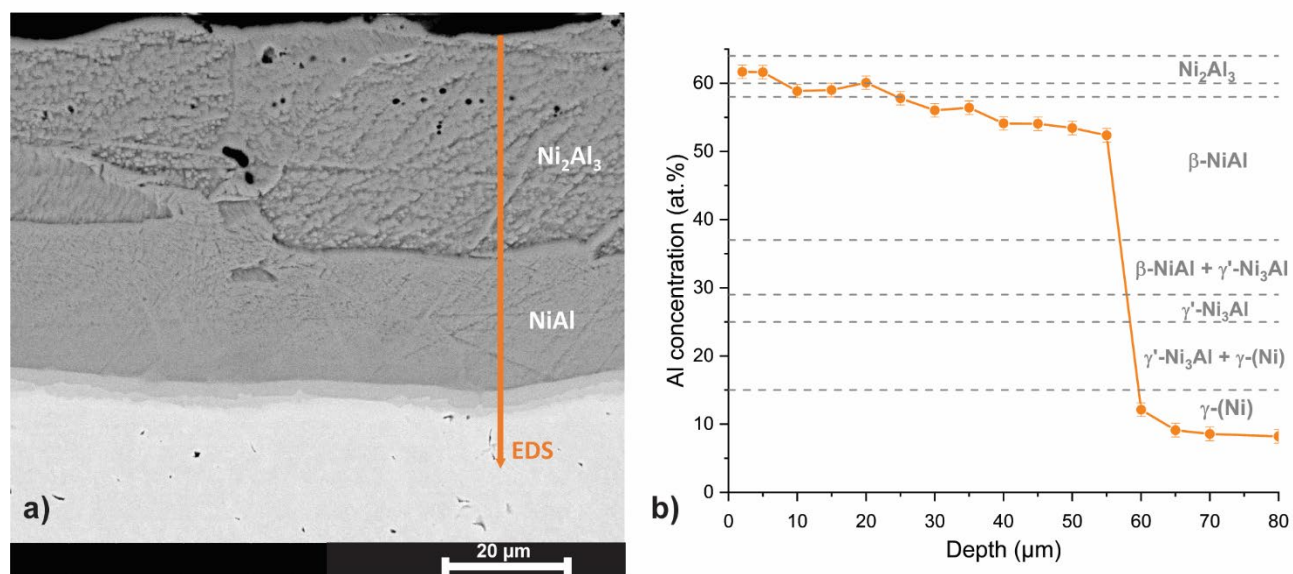 Ni₂Al₃
NiAl
EDS
a)
20 µm
Al concentration (at.%)
60
50
40
30
20
10
0
Ni₂Al₃
β-NiAl
β-NiAl + γ'-Ni₃Al
γ'-Ni₃Al
γ'-Ni₃Al + γ-(Ni)
γ-(Ni)
0 10 20 30 40 50 60 70 80
b)
Depth (µm)